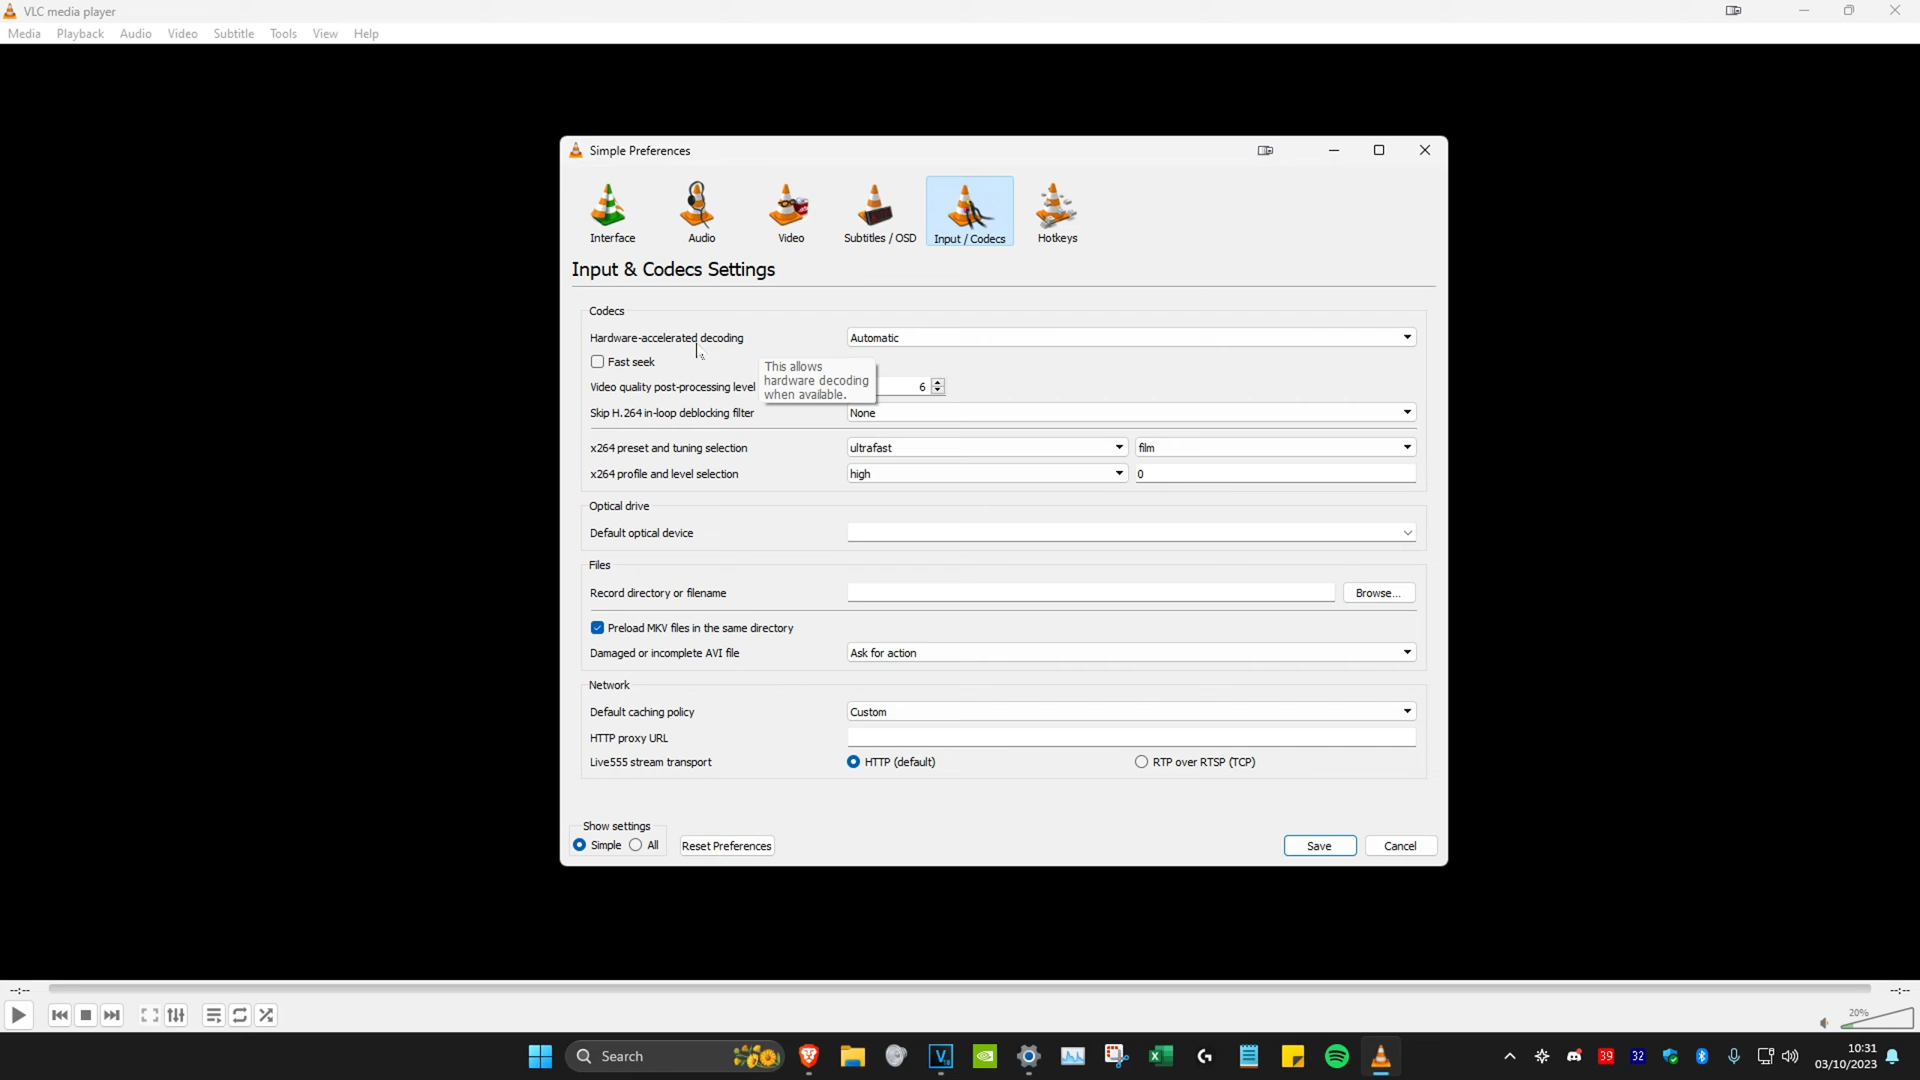 VLC media player
Media Playback Audio Video Subtitle Tools View Help
Simple Preferences
Interface Audio Video Subtitles / OSD Input / Codecs Hotkeys
Input & Codecs Settings
Codecs
Hardware-accelerated decoding Automatic
Fast seek
This allows
hardware decoding
when available.
Video quality post-processing level 6
Skip H.264 in-loop deblocking filter None
x264 preset and tuning selection ultrafast film
x264 profile and level selection high 0
Optical drive
Default optical device
Files
Record directory or filename Browse...
Preload MKV files in the same directory
Damaged or incomplete AVI file Ask for action
Network
Default caching policy Custom
HTTP proxy URL
Live555 stream transport HTTP (default) RTP over RTSP (TCP)
Show settings
Simple All Reset Preferences Save Cancel
--:-- --:--
20%
Search 39 32 10:31
03/10/2023